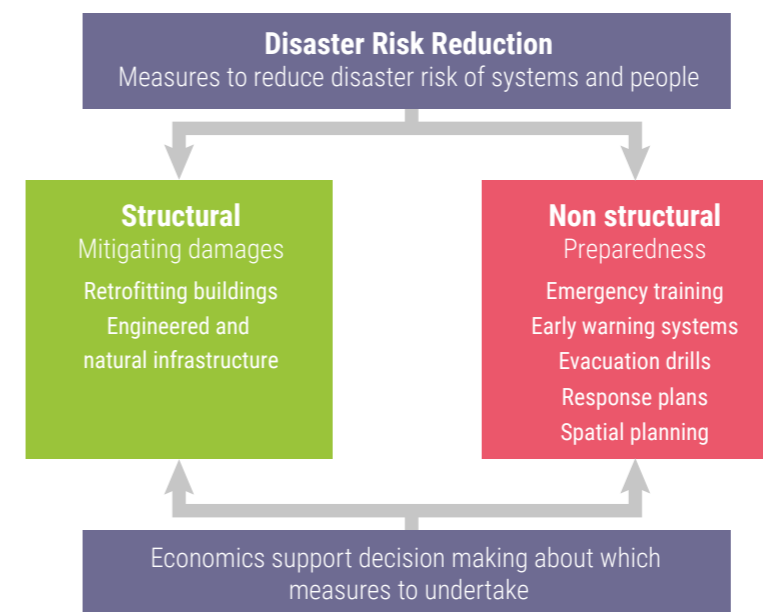 Disaster Risk Reduction
Measures to reduce disaster risk of systems and people
Structural
Mitigating damages
Retrofitting buildings
Engineered and
natural infrastructure
Non structural
Preparedness
Emergency training
Early warning systems
Evacuation drills
Response plans
Spatial planning
Economics support decision making about which
measures to undertake